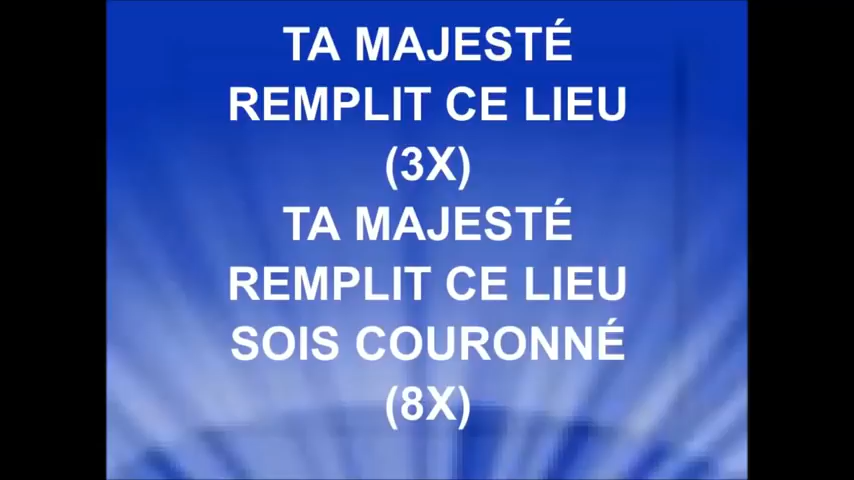 TA MAJESTÉ
REMPLIT CE LIEU
(3X)
TA MAJESTÉ
REMPLIT CE LIEU
SOIS COURONNÉ
(8X)